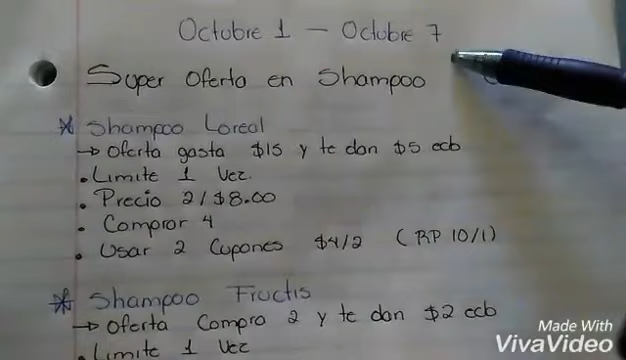 Octubre 1 — Octubre 7
Super Oferta en Shampoo
* Shampoo Loreal
→ Oferta gasta $15 y te dan $5 ecb
• Limite 1 Vez.
• Precio 2/$8.00
• Comprar 4
• Usar 2 Cupones $4/2 (RP 10/1)
* Shampoo Fructis
→ Oferta Compra 2 y te dan $2 ecb
• Limite 1 Vez
Made With
VivaVideo